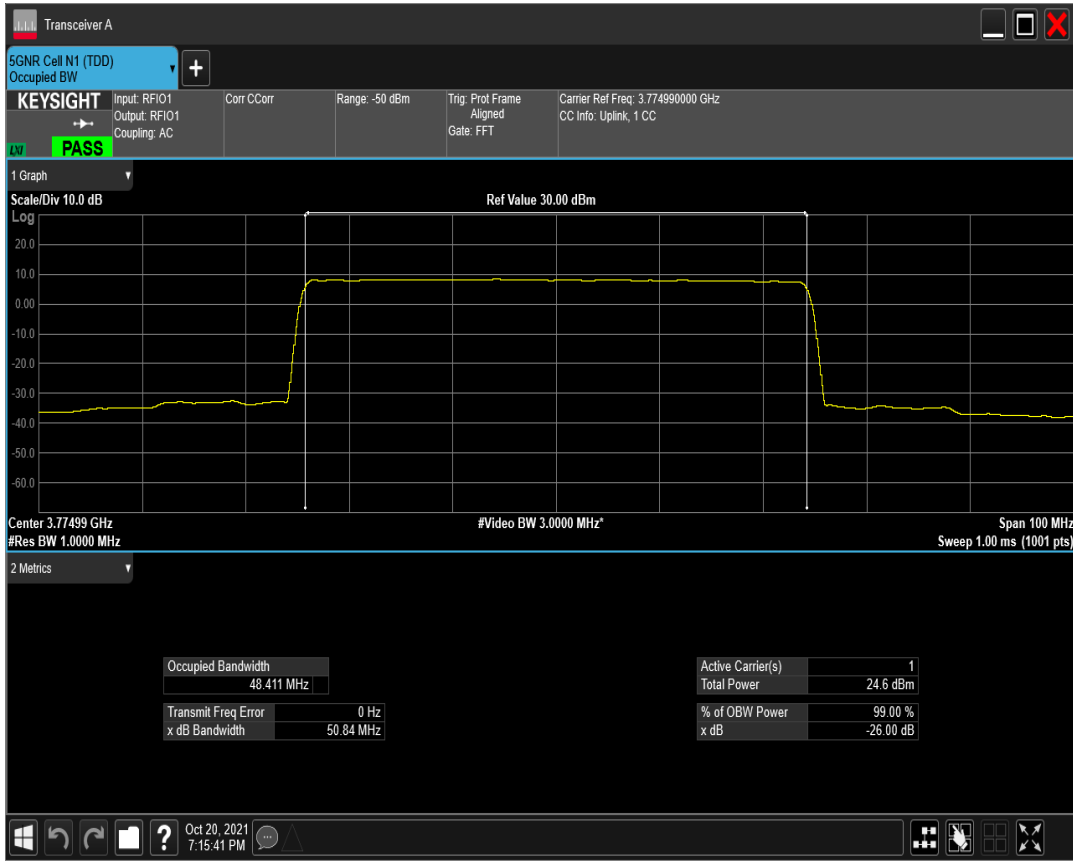 Transceiver A
5GNR Cell N1 (TDD)
Occupied BW
+
KEYSIGHT
LXI
PASS
Input: RFIO1
Output: RFIO1
Coupling: AC
Corr CCorr
Range: -50 dBm
Trig: Prot Frame
Aligned
Gate: FFT
Carrier Ref Freq: 3.774990000 GHz
CC Info: Uplink, 1 CC
1 Graph
Scale/Div 10.0 dB
Ref Value 30.00 dBm
Log
20.0
10.0
0.00
-10.0
-20.0
-30.0
-40.0
-50.0
-60.0
Center 3.77499 GHz
#Video BW 3.0000 MHz*
Span 100 MHz
#Res BW 1.0000 MHz
Sweep 1.00 ms (1001 pts)
2 Metrics
Occupied Bandwidth
48.411 MHz
Transmit Freq Error 0 Hz
x dB Bandwidth 50.84 MHz
Active Carrier(s) 1
Total Power 24.6 dBm
% of OBW Power 99.00 %
x dB -26.00 dB
?
Oct 20, 2021
7:15:41 PM